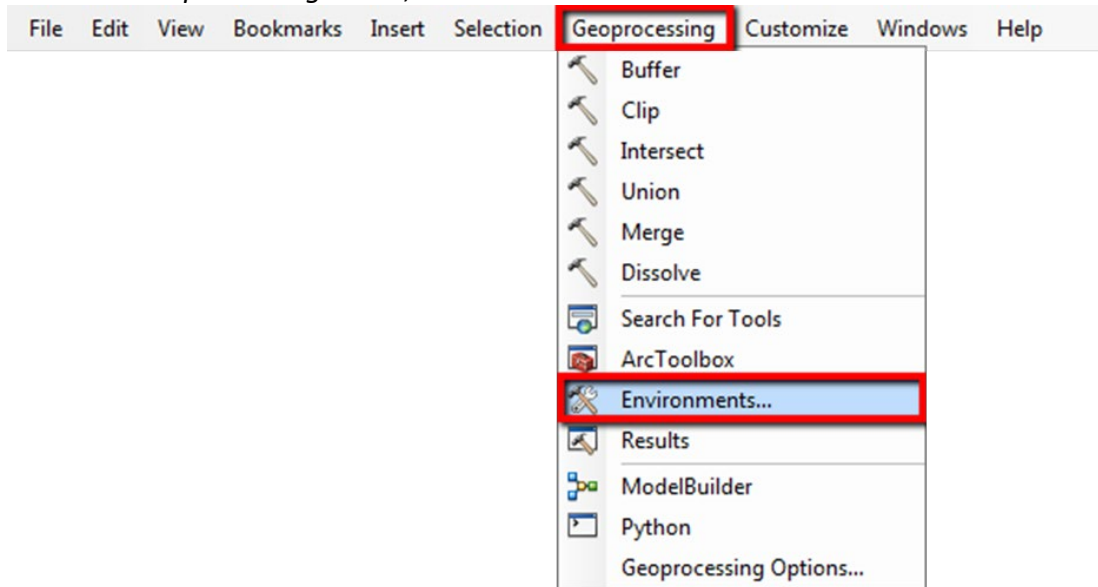 File Edit View Bookmarks Insert Selection Geoprocessing Customize Windows Help
Buffer
Clip
Intersect
Union
Merge
Dissolve
Search For Tools
ArcToolbox
Environments...
Results
ModelBuilder
Python
Geoprocessing Options...